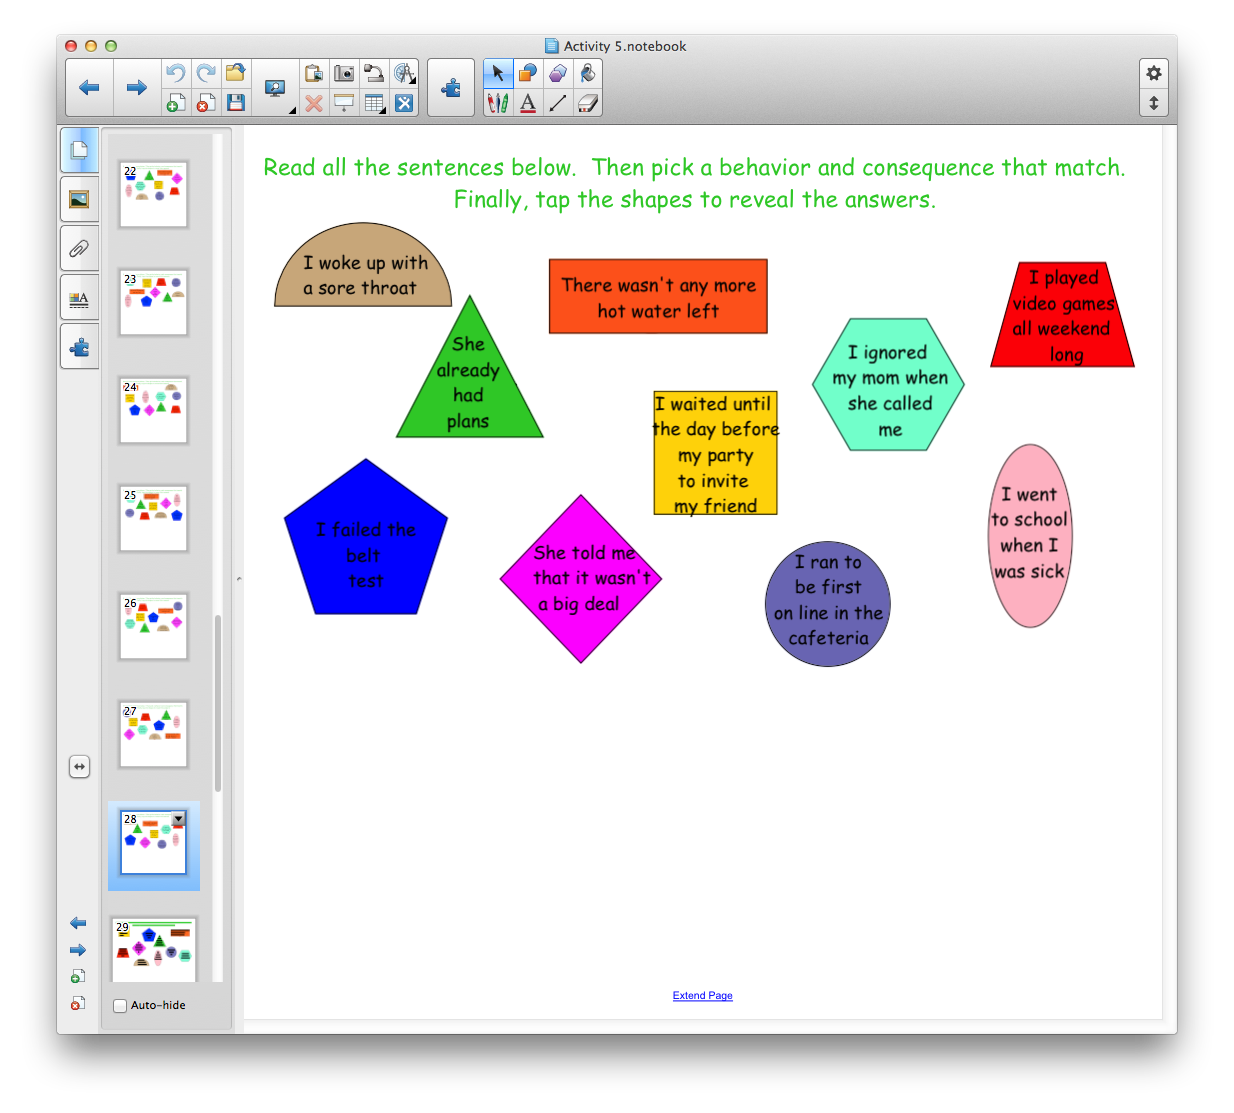 Activity 5.notebook
22
23
24
25
26
27
28
29
Auto-hide
Read all the sentences below.  Then pick a behavior and consequence that match.
Finally, tap the shapes to reveal the answers.
I woke up with
a sore throat
There wasn't any more
hot water left
I played
video games
all weekend
long
She
already
had
plans
I ignored
my mom when
she called
me
I waited until
the day before
my party
to invite
my friend
I failed the
belt
test
She told me
that it wasn't
a big deal
I ran to
be first
on line in the
cafeteria
I went
to school
when I
was sick
Extend Page